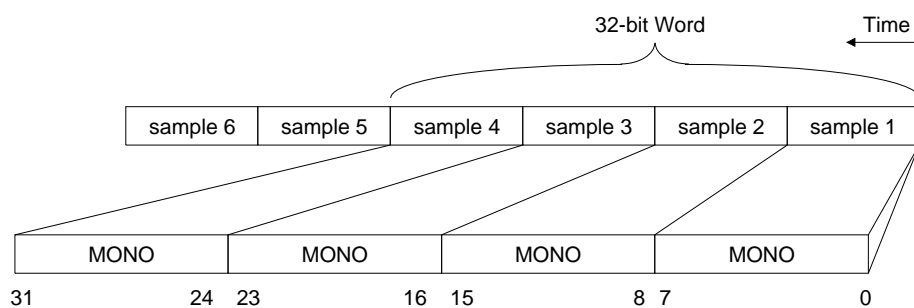 32-bit Word
Time
sample 6 sample 5 sample 4 sample 3 sample 2 sample 1
MONO MONO MONO MONO
31 24 23 16 15 8 7 0